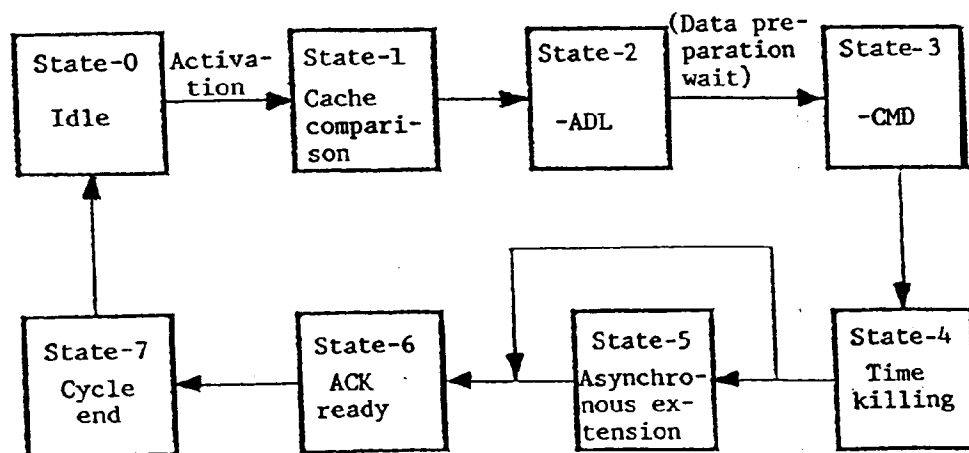 State-0
Idle
Activa-
tion
State-1
Cache
compari-
son
State-2
-ADL
(Data pre-
paration
wait)
State-3
-CMD
State-4
Time
killing
State-5
Asynchro-
nous ex-
tension
State-6
ACK
ready
State-7
Cycle
end